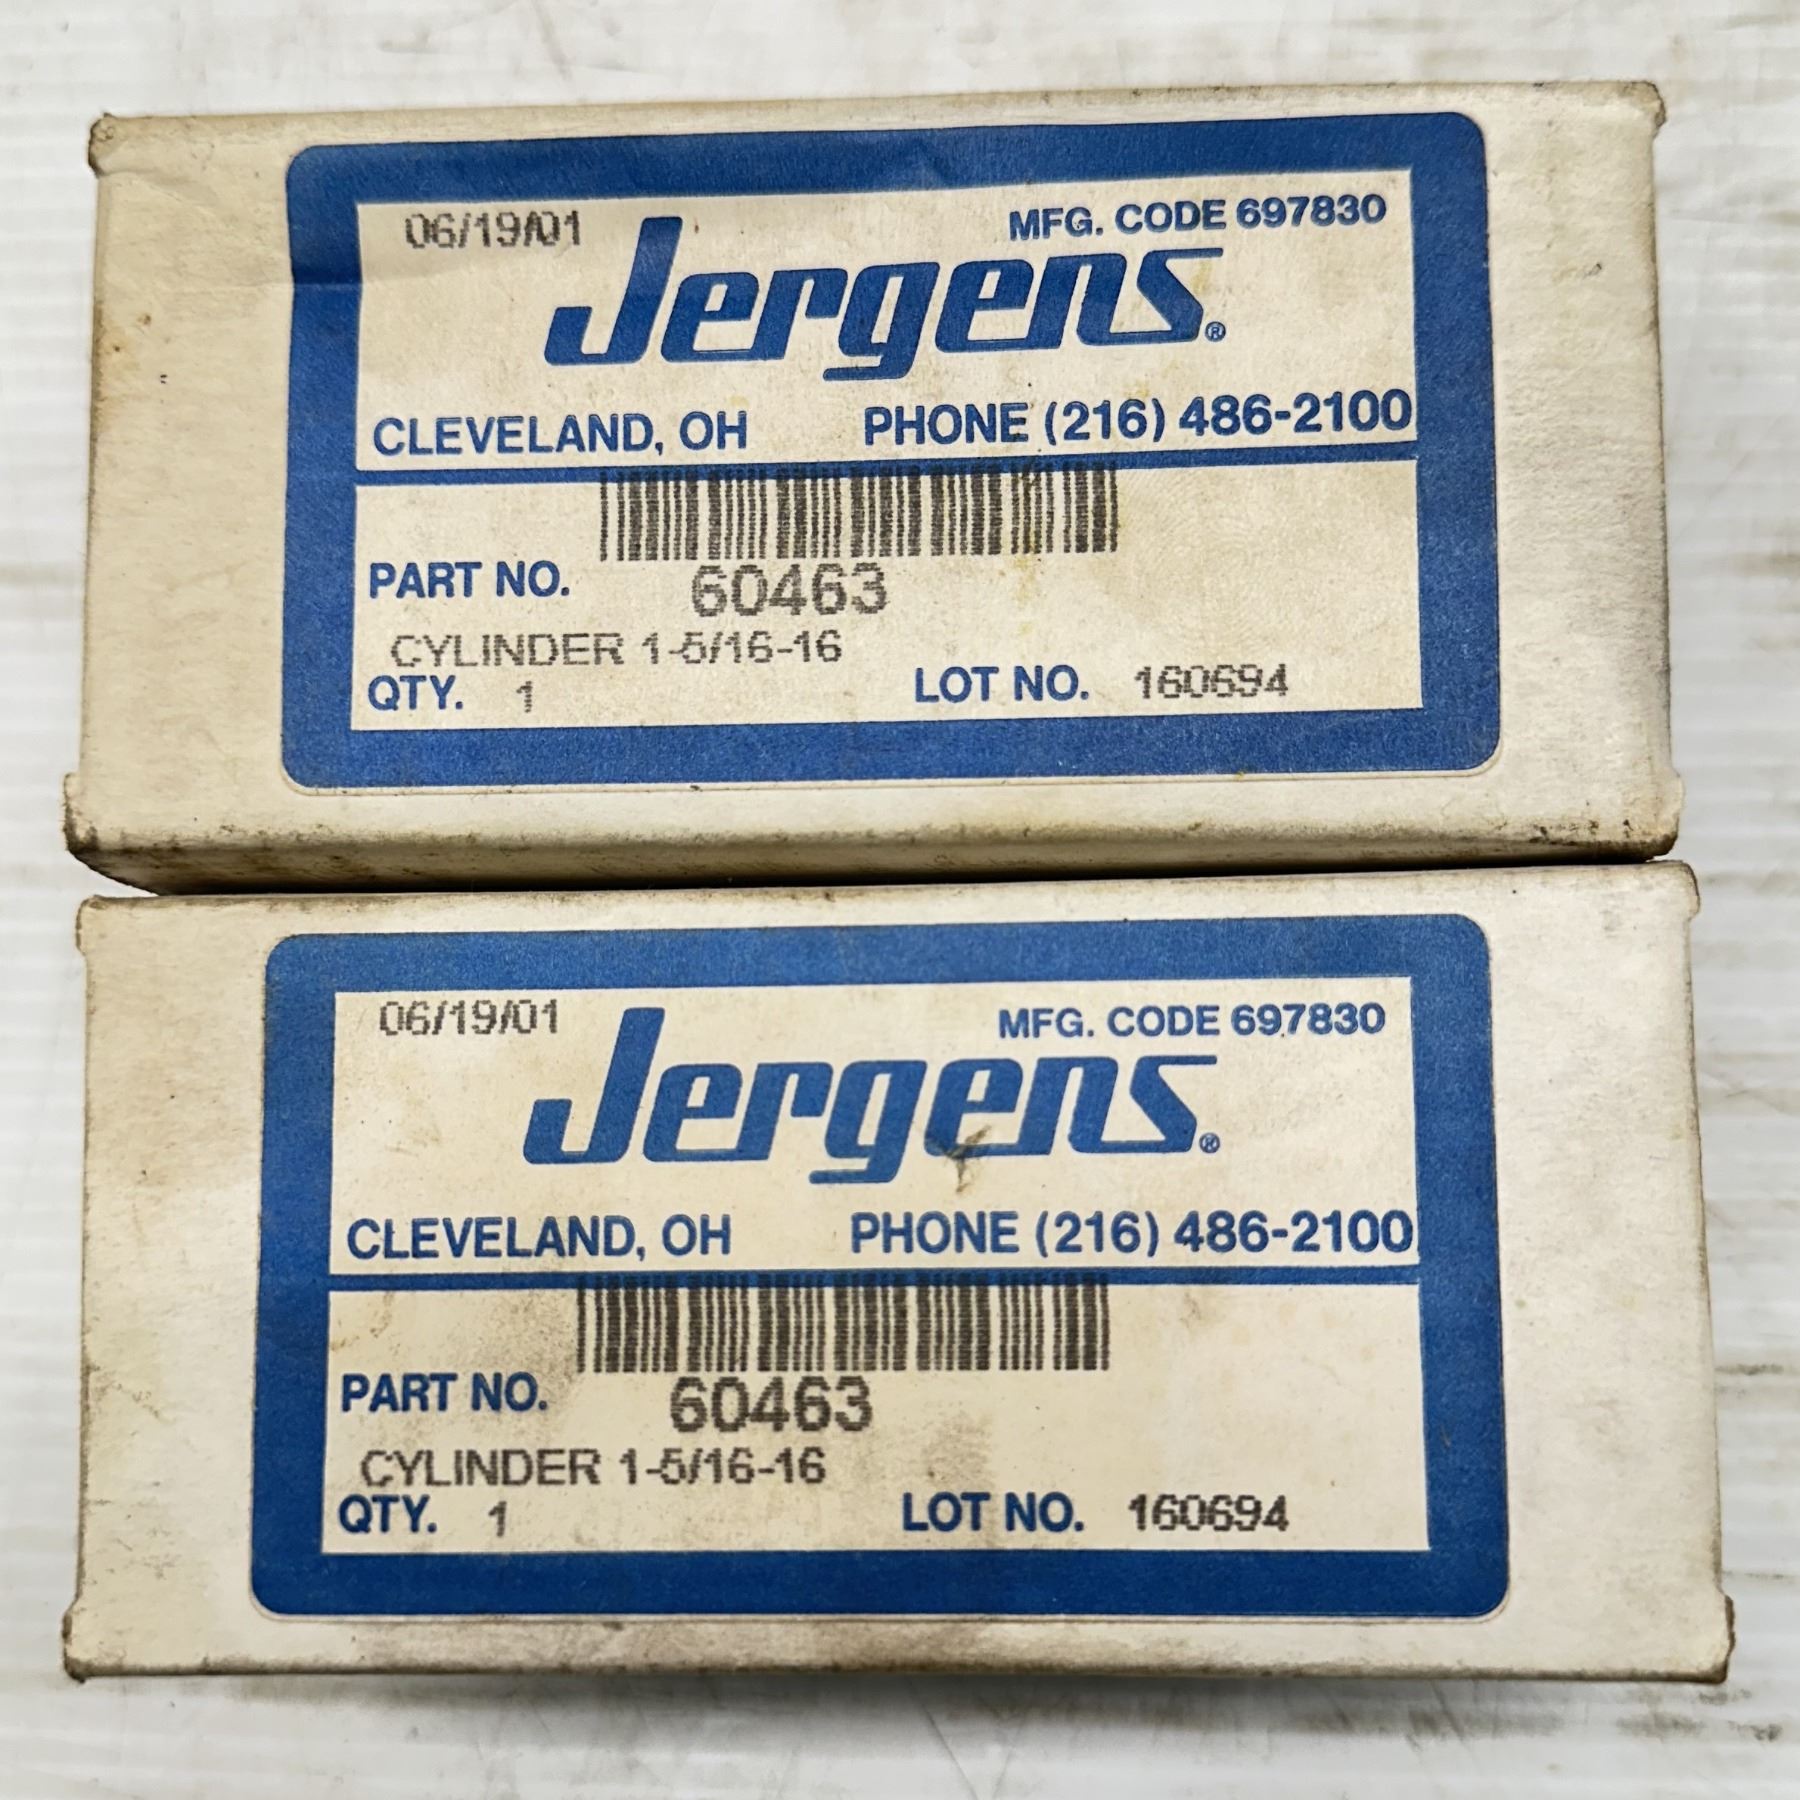 06/19/01
MFG. CODE 697830
Jergens®
CLEVELAND, OH PHONE (216) 486-2100
PART NO. 60463
CYLINDER 1-5/16-16
QTY. 1 LOT NO. 160694
06/19/01
MFG. CODE 697830
Jergens®
CLEVELAND, OH PHONE (216) 486-2100
PART NO. 60463
CYLINDER 1-5/16-16
QTY. 1 LOT NO. 160694